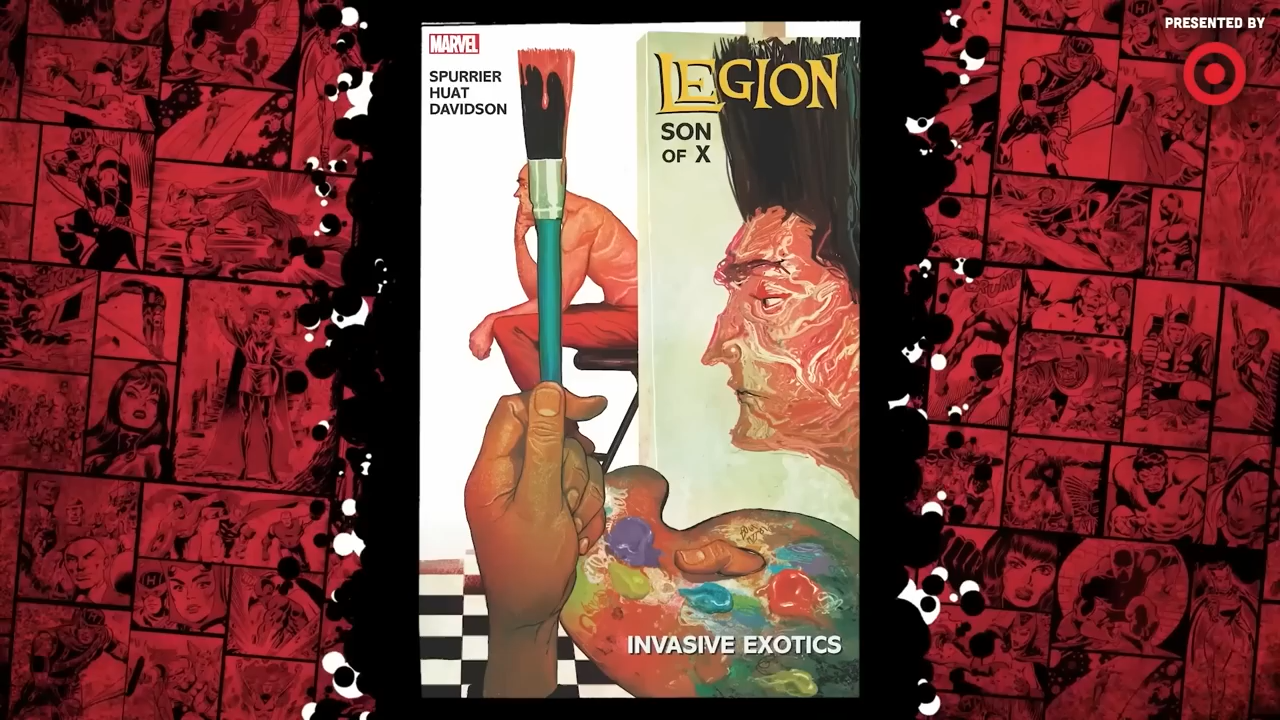 PRESENTED BY
MARVEL
SPURRIER
HUAT
DAVIDSON
LEGION
SON
OF X
INVASIVE EXOTICS